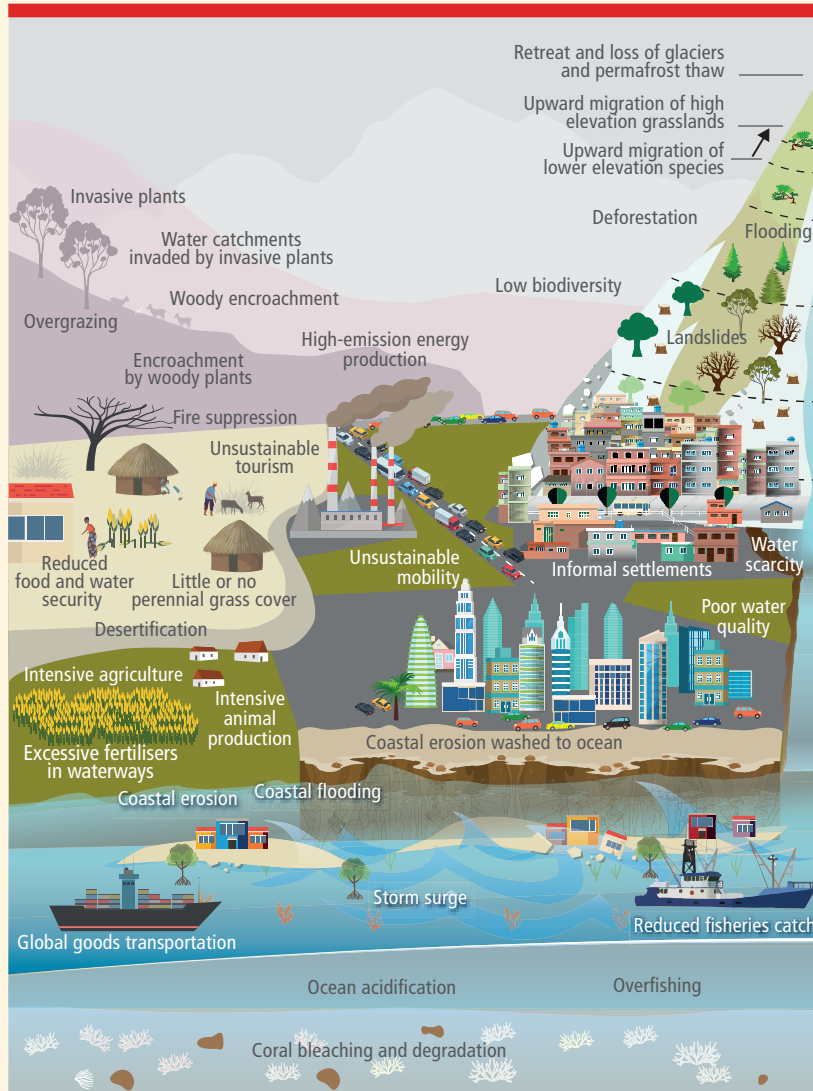 Retreat and loss of glaciers
and permafrost thaw
Upward migration of high
elevation grasslands
Upward migration of
lower elevation species
Invasive plants
Deforestation
Flooding
Water catchments
invaded by invasive plants
Low biodiversity
Woody encroachment
Overgrazing
High-emission energy
production
Landslides
Encroachment
by woody plants
Fire suppression
Unsustainable
tourism
Reduced
food and water
security
Little or no
perennial grass cover
Unsustainable
mobility
Informal settlements
Water
scarcity
Poor water
quality
Desertification
Intensive agriculture
Intensive
animal
production
Excessive fertilisers
in waterways
Coastal erosion washed to ocean
Coastal erosion
Coastal flooding
Storm surge
Global goods transportation
Reduced fisheries catch
Ocean acidification
Overfishing
Coral bleaching and degradation